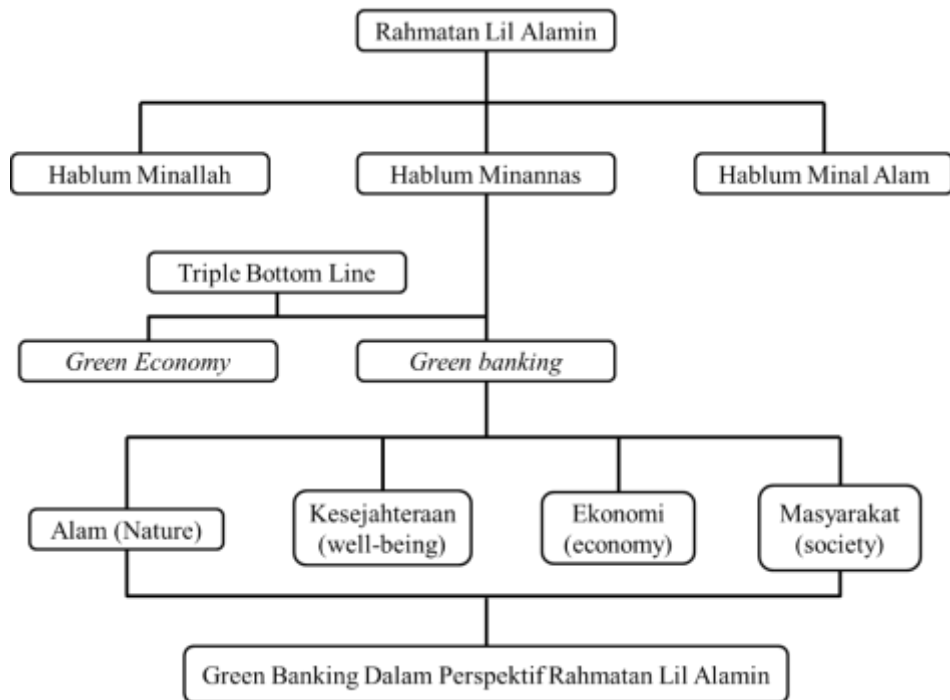 Rahmatan Lil Alamin
Hablum Minallah
Hablum Minannas
Hablum Minal Alam
Triple Bottom Line
Green Economy
Green banking
Alam (Nature)
Kesejahteraan
(well-being)
Ekonomi
(economy)
Masyarakat
(society)
Green Banking Dalam Perspektif Rahmatan Lil Alamin